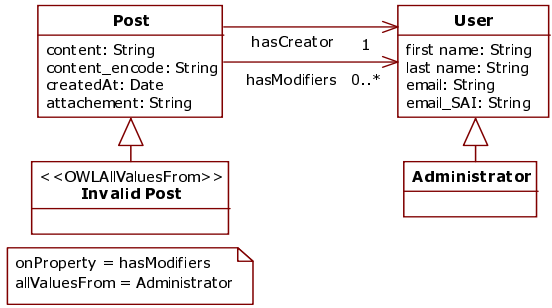 Post
content: String
content_encode: String
createdAt: Date
attachement: String
hasCreator 1
hasModifiers 0..*
User
first name: String
last name: String
email: String
email_SAI: String
<<OWLAllValuesFrom>>
Invalid Post
Administrator
onProperty = hasModifiers
allValuesFrom = Administrator